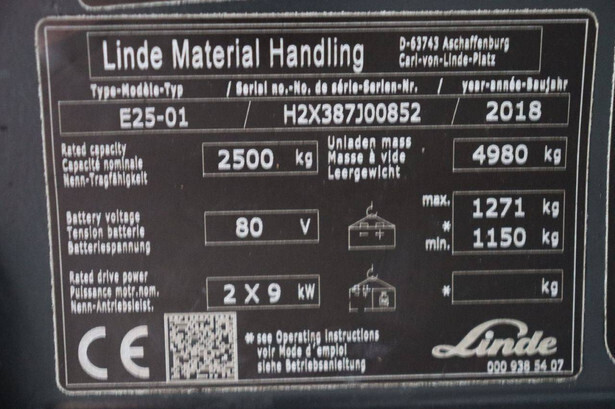 Linde Material Handling
D-63743 Aschaffenburg
Carl-von-Linde-Platz
Type-Modèle-Typ / Serial no.-No. de série-Serien-Nr. / year-année-Baujahr
E25-01 / H2X387J00852 / 2018
Rated capacity
Capacité nominale
Nenn-Tragfähigkeit
2500 kg
Unladen mass
Masse à vide
Leergewicht
4980 kg
Battery voltage
Tension batterie
Batteriespannung
80 V
max. 1271 kg
*
min. 1150 kg
Rated drive power
Puissance motr.nom.
Nenn-Antriebsleist.
2 X 9 kW
* kg
CE
* see Operating instructions
voir Mode d'emploi
siehe Betriebsanleitung
Linde
000 938 54 07